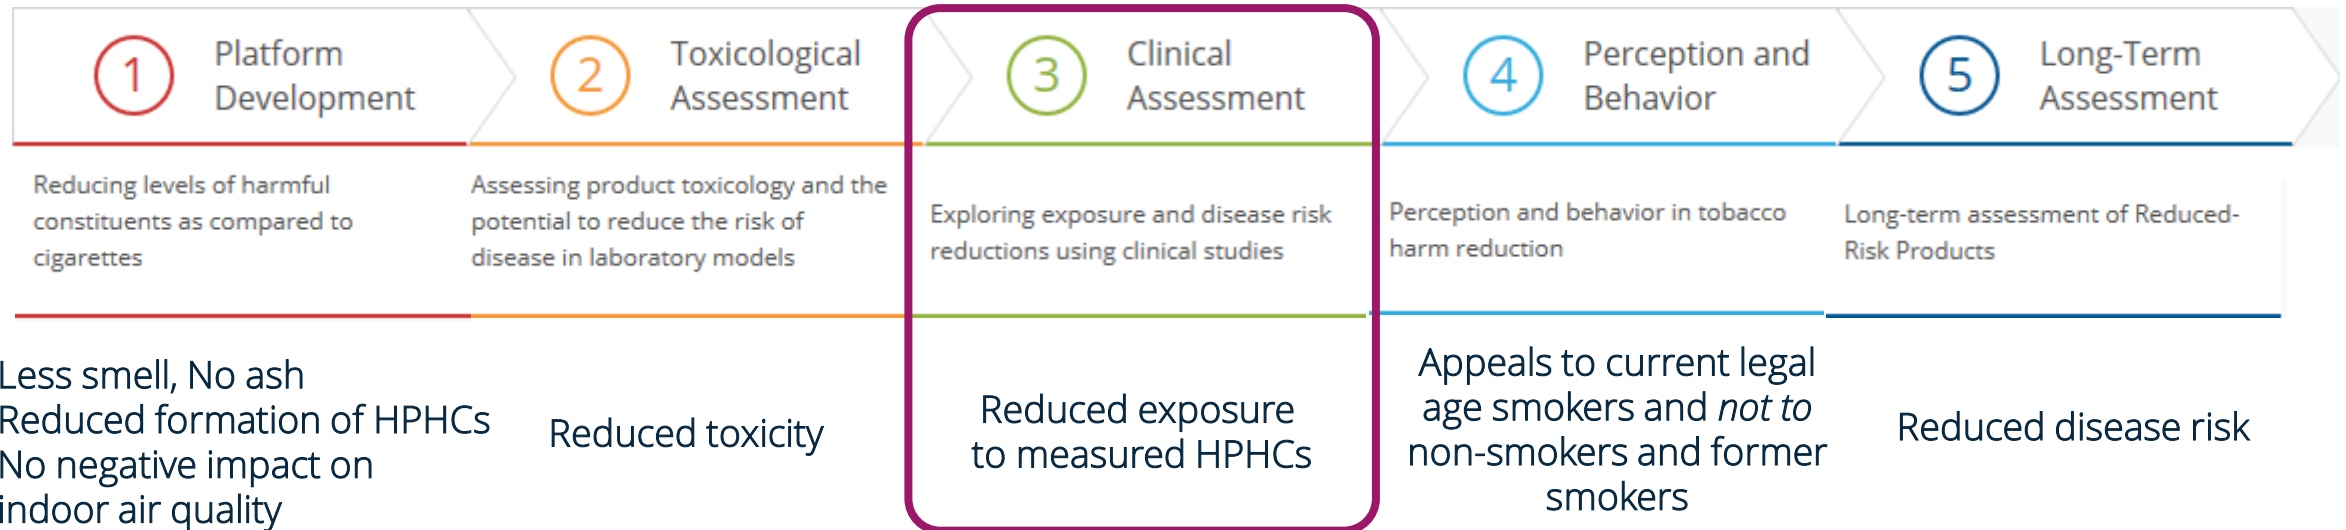 1
Platform
Development
2
Toxicological
Assessment
3
Clinical
Assessment
4
Perception and
Behavior
5
Long-Term
Assessment
Reducing levels of harmful
constituents as compared to
cigarettes
Assessing product toxicology and the
potential to reduce the risk of
disease in laboratory models
Exploring exposure and disease risk
reductions using clinical studies
Perception and behavior in tobacco
harm reduction
Long-term assessment of Reduced-
Risk Products
Less smell, No ash
Reduced formation of HPHCs
No negative impact on
indoor air quality
Reduced toxicity
Reduced exposure
to measured HPHCs
Appeals to current legal
age smokers and not to
non-smokers and former
smokers
Reduced disease risk